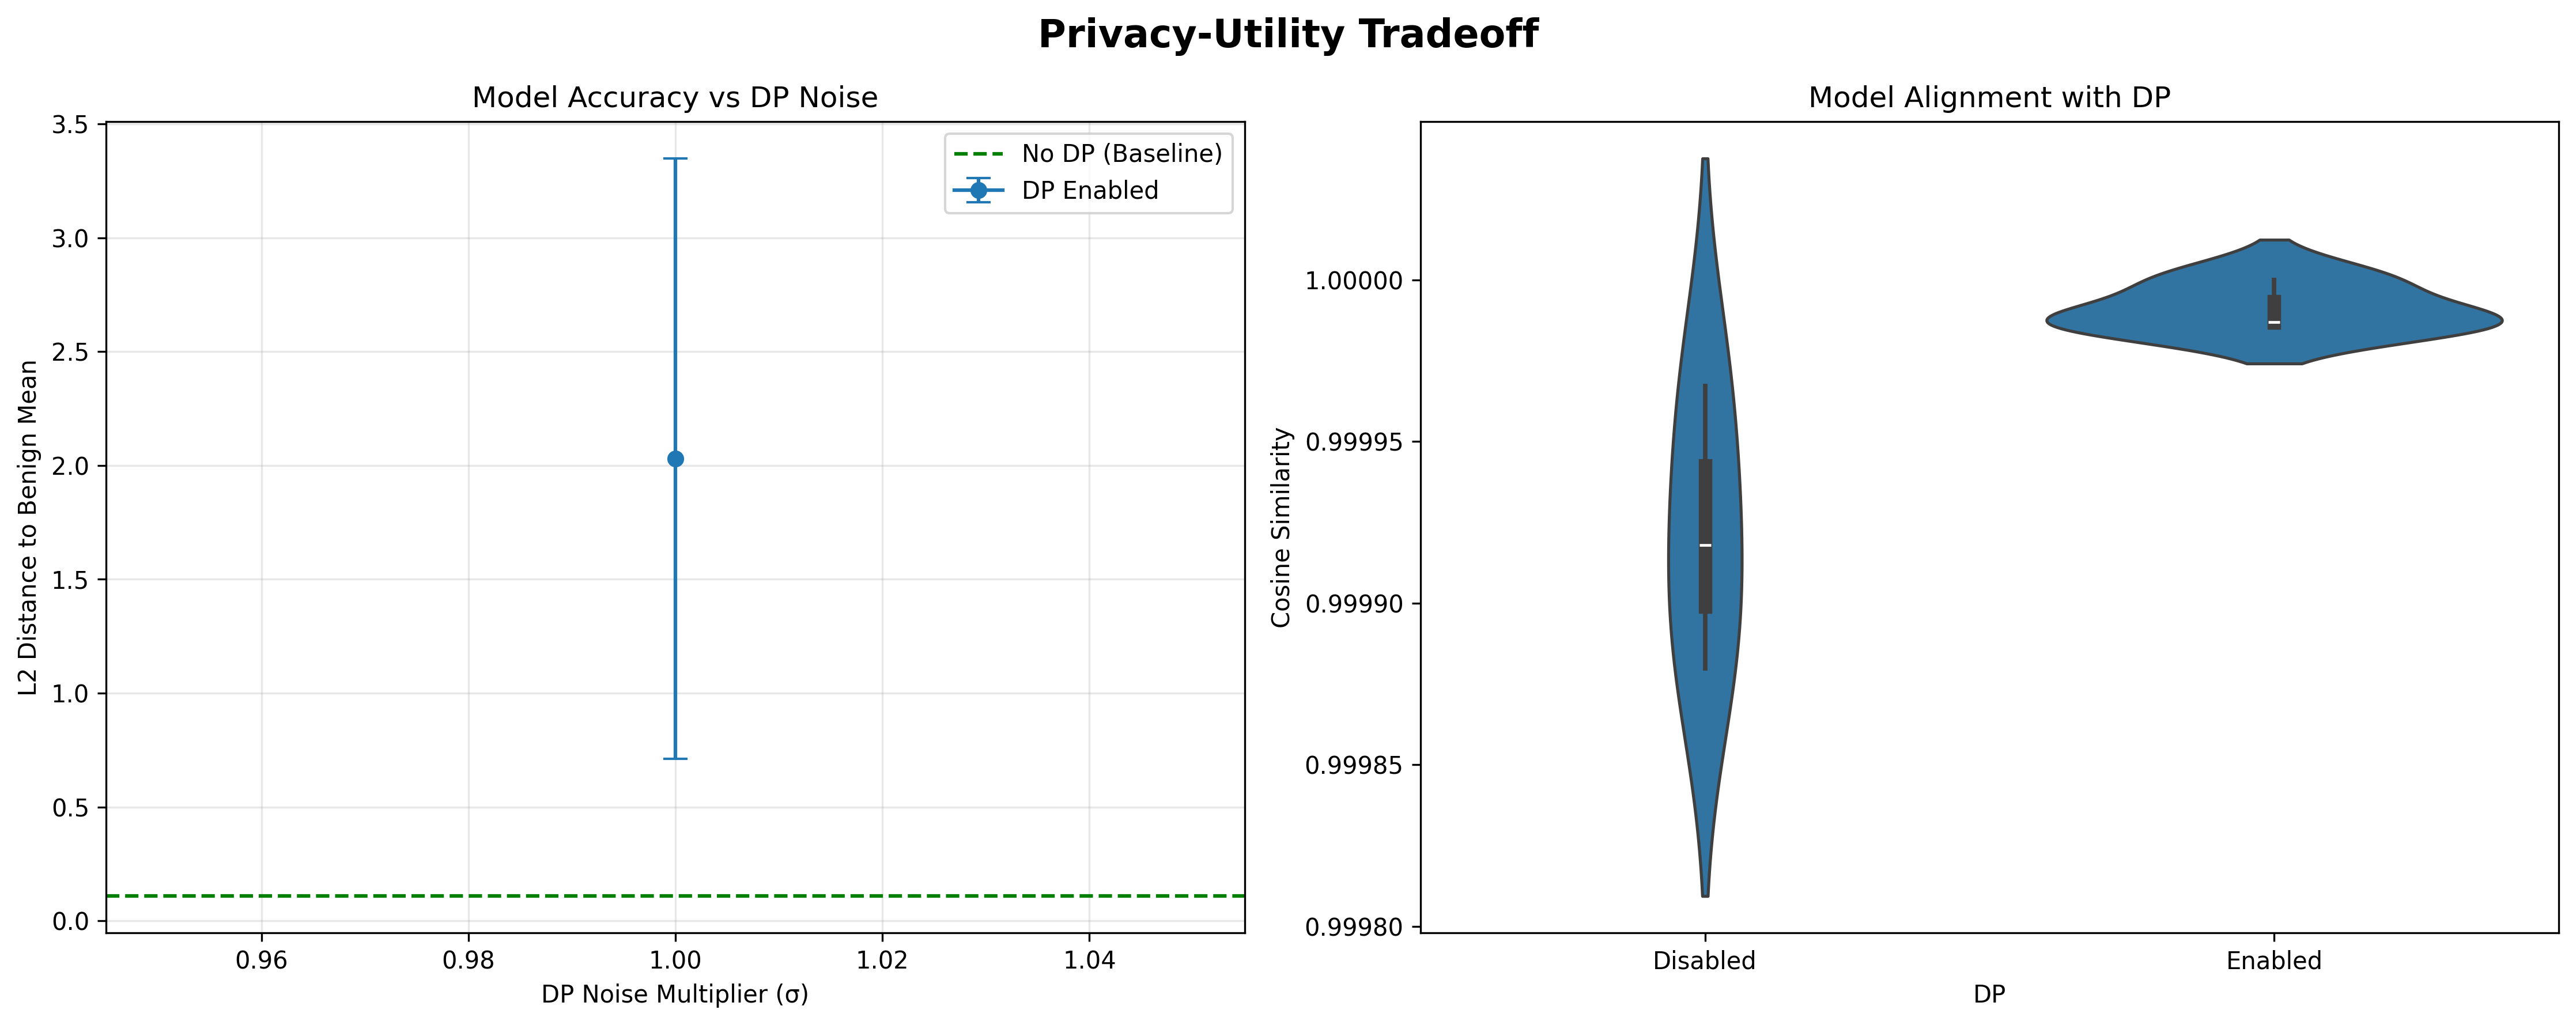 Privacy-Utility Tradeoff
Model Accuracy vs DP Noise
3.5
3.0
2.5
2.0
1.5
1.0
0.5
0.0
L2 Distance to Benign Mean
No DP (Baseline)
DP Enabled
0.96
0.98
1.00
1.02
1.04
DP Noise Multiplier (σ)
Model Alignment with DP
1.00000
0.99995
0.99990
0.99985
0.99980
Cosine Similarity
Disabled
Enabled
DP